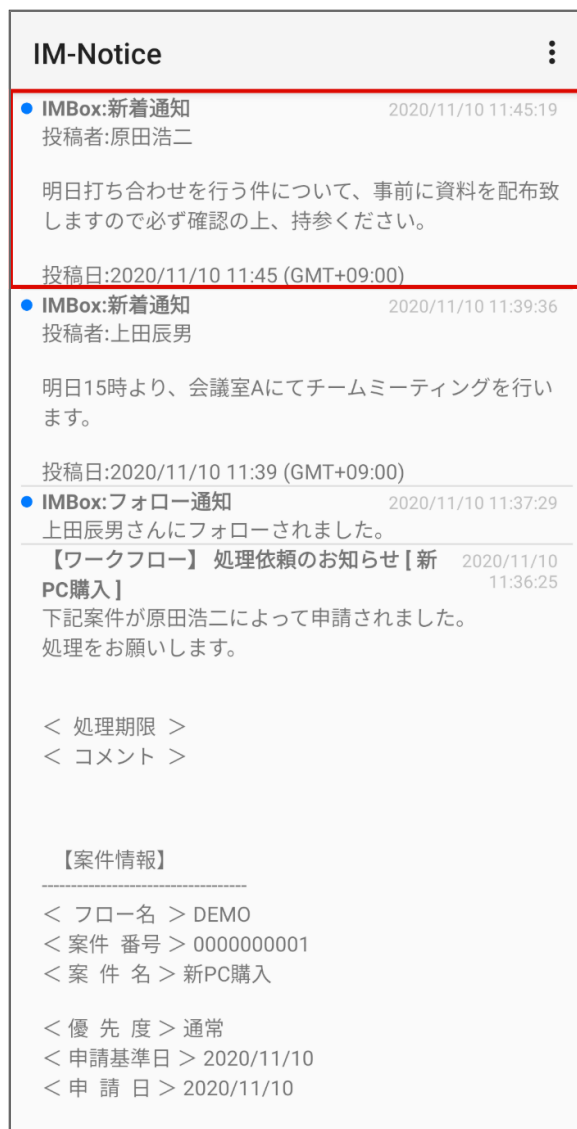 IM-Notice
IMBox:新着通知 2020/11/10 11:45:19
投稿者:原田浩二
明日打ち合わせを行う件について、事前に資料を配布致
しますので必ず確認の上、持参ください。
投稿日:2020/11/10 11:45 (GMT+09:00)
IMBox:新着通知 2020/11/10 11:39:36
投稿者:上田辰男
明日15時より、会議室Aにてチームミーティングを行い
ます。
投稿日:2020/11/10 11:39 (GMT+09:00)
IMBox:フォロー通知 2020/11/10 11:37:29
上田辰男さんにフォローされました。
【ワークフロー】 処理依頼のお知らせ [ 新 2020/11/10
PC購入 ] 11:36:25
下記案件が原田浩二によって申請されました。
処理をお願いします。
＜ 処理期限 ＞
＜ コメント ＞
【案件情報】
-----------------------------------
＜ フロー名 ＞ DEMO
＜ 案件 番号 ＞ 0000000001
＜ 案 件 名 ＞ 新PC購入
＜ 優 先 度 ＞ 通常
＜ 申請基準日 ＞ 2020/11/10
＜ 申 請 日 ＞ 2020/11/10